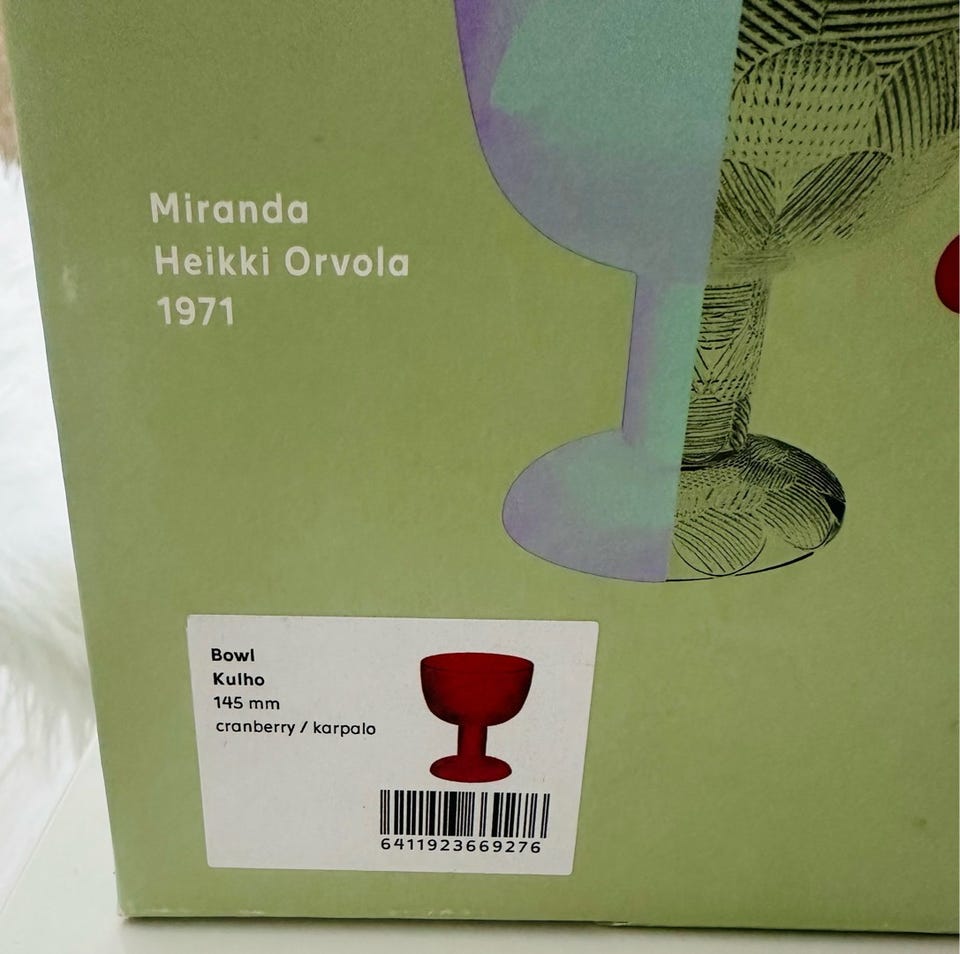 Miranda
Heikki Orvola
1971
Bowl
Kulho
145 mm
cranberry / karpalo
6411923669276